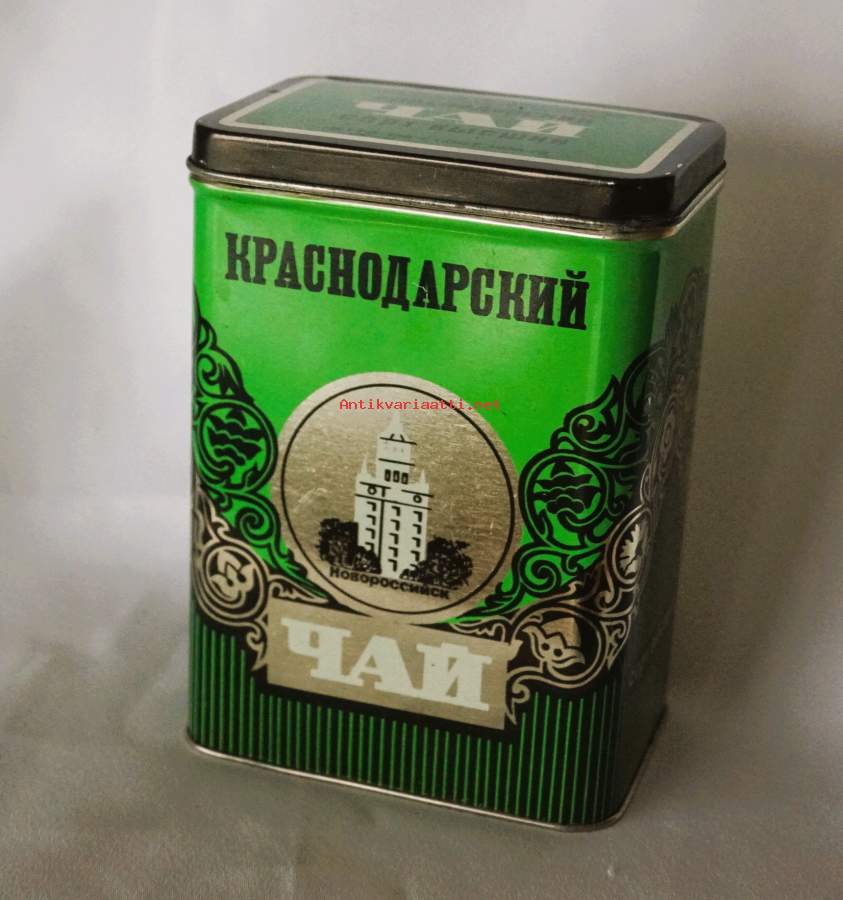 ЧАЙ
КРАСНОДАРСКИЙ
Antikvariaatti.net
Новороссийск
ЧАЙ